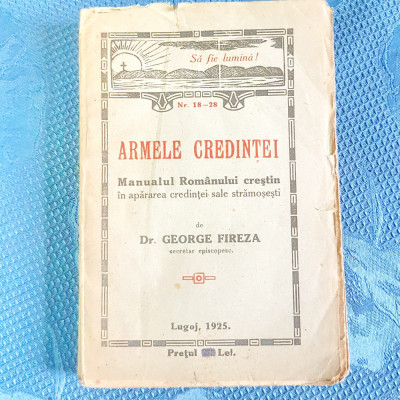 Să fie lumină!
Nr. 18–28
ARMELE CREDINȚEI
Manualul Românului creștin
în apărarea credinței sale strămoșești
de
Dr. GEORGE FIREZA
secretar episcopesc.
Lugoj, 1925.
Prețul Lei.